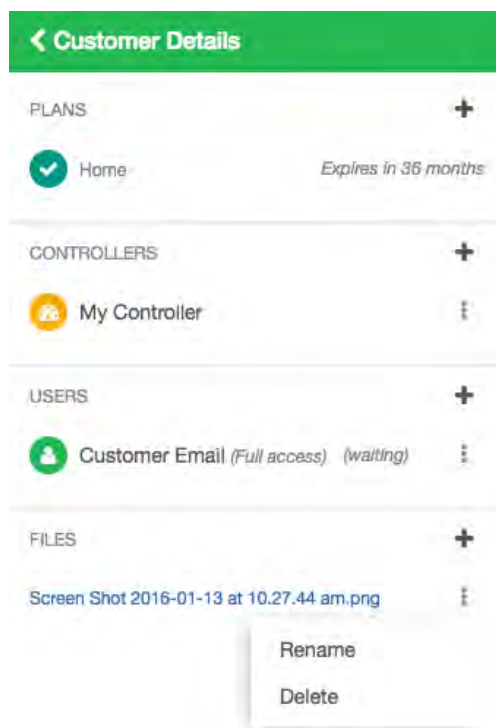 Customer Details
PLANS
Home Expires in 36 months
CONTROLLERS
My Controller
USERS
Customer Email (Full access) (waiting)
FILES
Screen Shot 2016-01-13 at 10.27.44 am.png
Rename
Delete